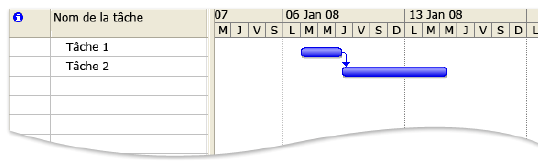 Nom de la tâche
07 06 Jan 08 13 Jan 08
M J V S L M M J V S D L M M J V S D L
Tâche 1
Tâche 2